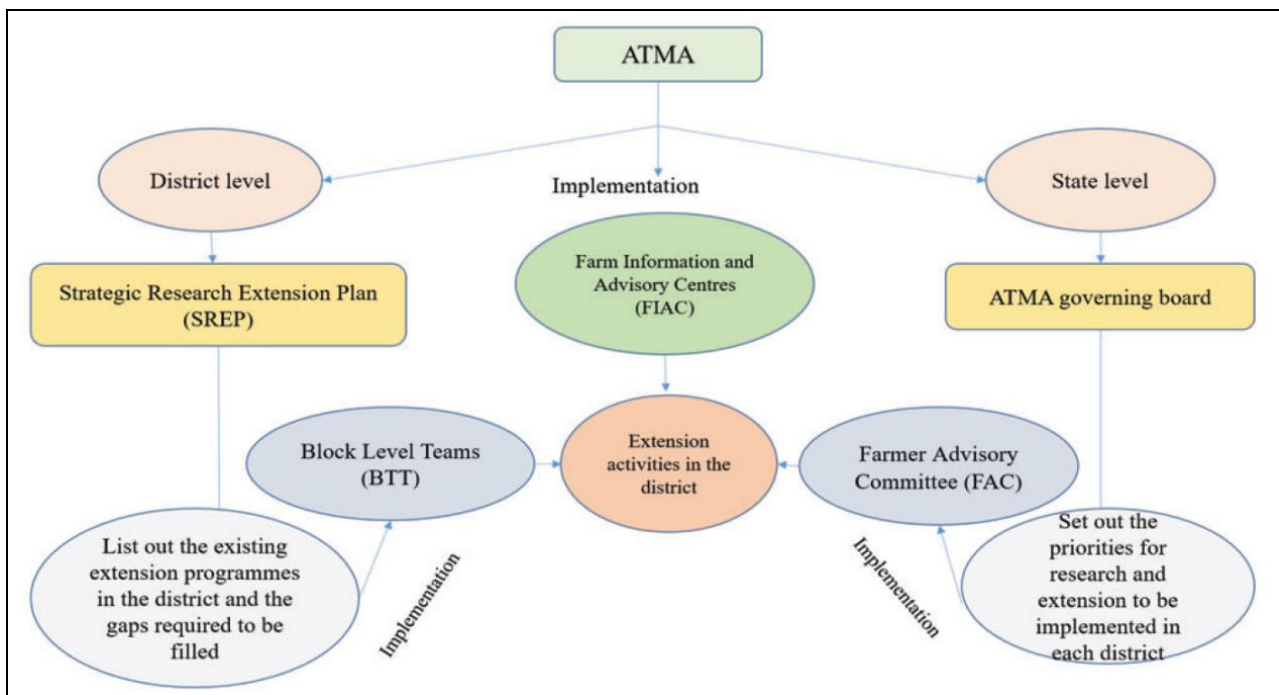 ATMA
District level
Implementation
State level
Strategic Research Extension Plan
(SREP)
Farm Information and
Advisory Centres
(FIAC)
ATMA governing board
Block Level Teams
(BTT)
Extension
activities in the
district
Farmer Advisory
Committee (FAC)
List out the existing
extension programmes
in the district and the
gaps required to be
filled
Implementation
Implementation
Set out the
priorities for
research and
extension to be
implemented in
each district